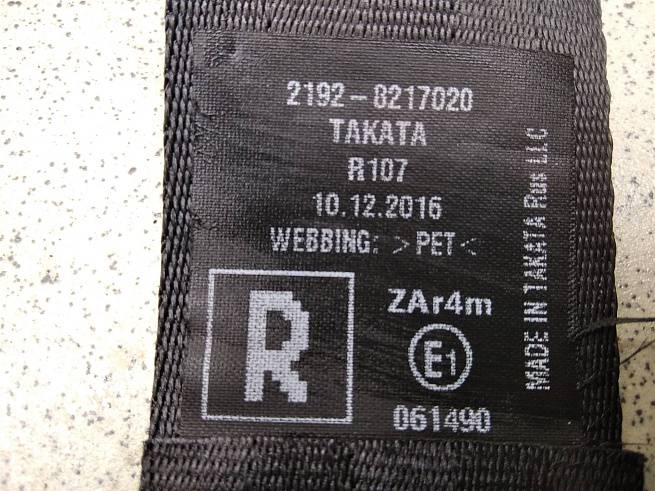 2192-8217020
TAKATA
R107
10.12.2016
WEBBING: >PET<
R
ZAr4m
E1
061490
MADE IN TAKATA Rus LLC